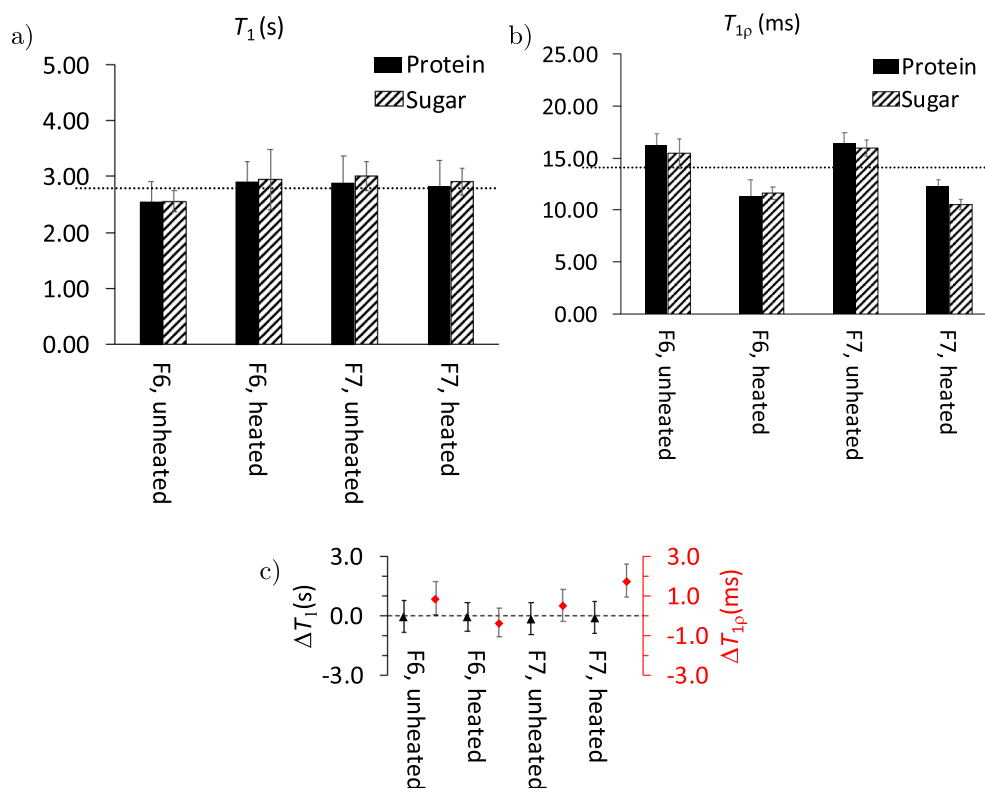 a)
T₁ (s)
5.00
4.00
3.00
2.00
1.00
0.00
Protein
Sugar
F6, unheated
F6, heated
F7, unheated
F7, heated
b)
T₁ρ (ms)
25.00
20.00
15.00
10.00
5.00
0.00
Protein
Sugar
F6, unheated
F6, heated
F7, unheated
F7, heated
c)
ΔT₁(s)
3.0
0.0
-3.0
F6, unheated
F6, heated
F7, unheated
F7, heated
3.0
1.0
-1.0
-3.0
ΔT₁ρ(ms)